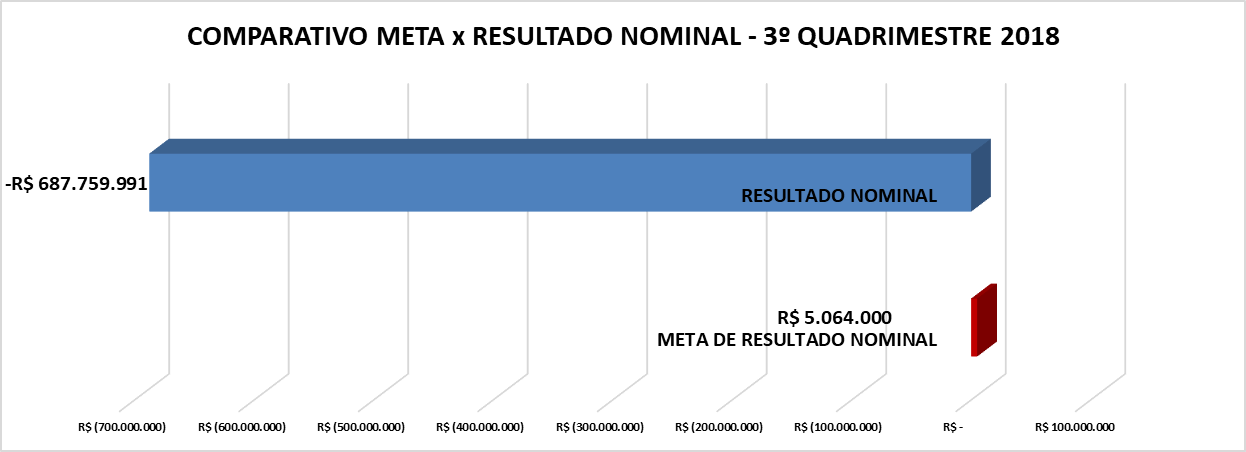 COMPARATIVO META x RESULTADO NOMINAL - 3º QUADRIMESTRE 2018
-R$ 687.759.991
RESULTADO NOMINAL
R$ 5.064.000
META DE RESULTADO NOMINAL
R$ (700.000.000) R$ (600.000.000) R$ (500.000.000) R$ (400.000.000) R$ (300.000.000) R$ (200.000.000) R$ (100.000.000) R$ - R$ 100.000.000